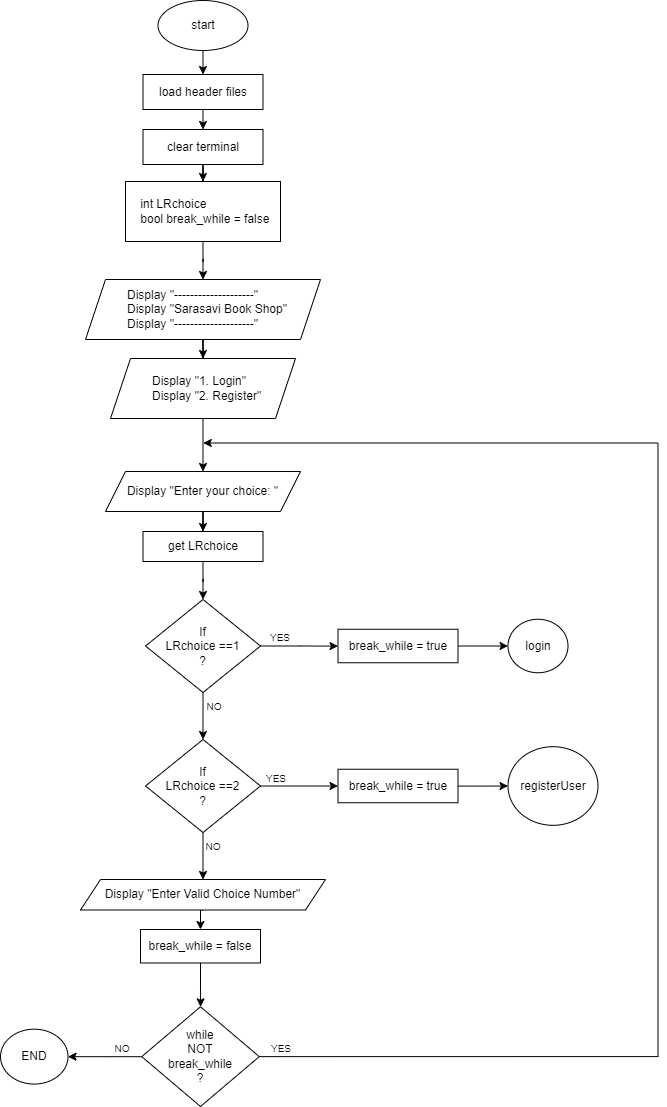 start
load header files
clear terminal
int LRchoice
bool break_while = false
Display "--------------------"
Display "Sarasavi Book Shop"
Display "--------------------"
Display "1. Login"
Display "2. Register"
Display "Enter your choice: "
get LRchoice
If
LRchoice ==1
?
YES
break_while = true
login
NO
If
LRchoice ==2
?
YES
break_while = true
registerUser
NO
Display "Enter Valid Choice Number"
break_while = false
while
NOT
break_while
?
YES
NO
END